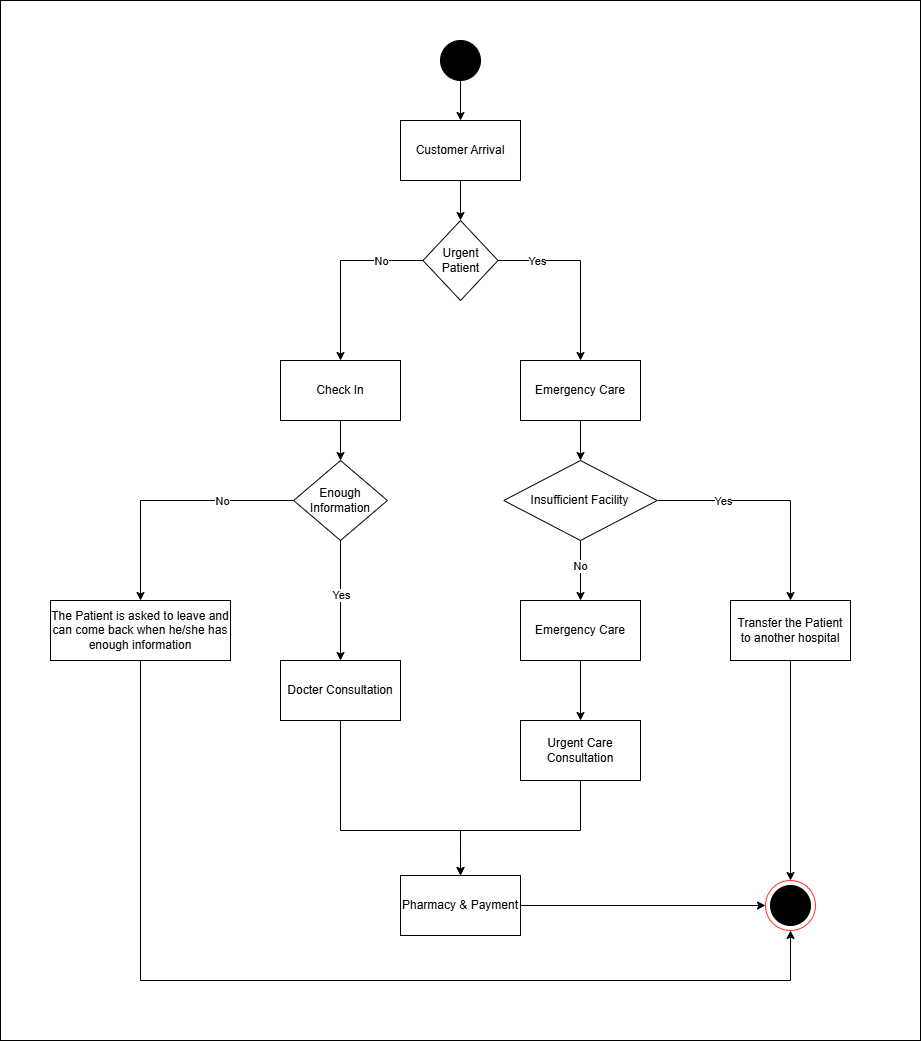 Customer Arrival
Urgent
Patient
No
Yes
Check In
Emergency Care
Enough
Information
Insufficient Facility
No
Yes
No
Yes
The Patient is asked to leave and
can come back when he/she has
enough information
Emergency Care
Transfer the Patient
to another hospital
Docter Consultation
Urgent Care
Consultation
Pharmacy & Payment